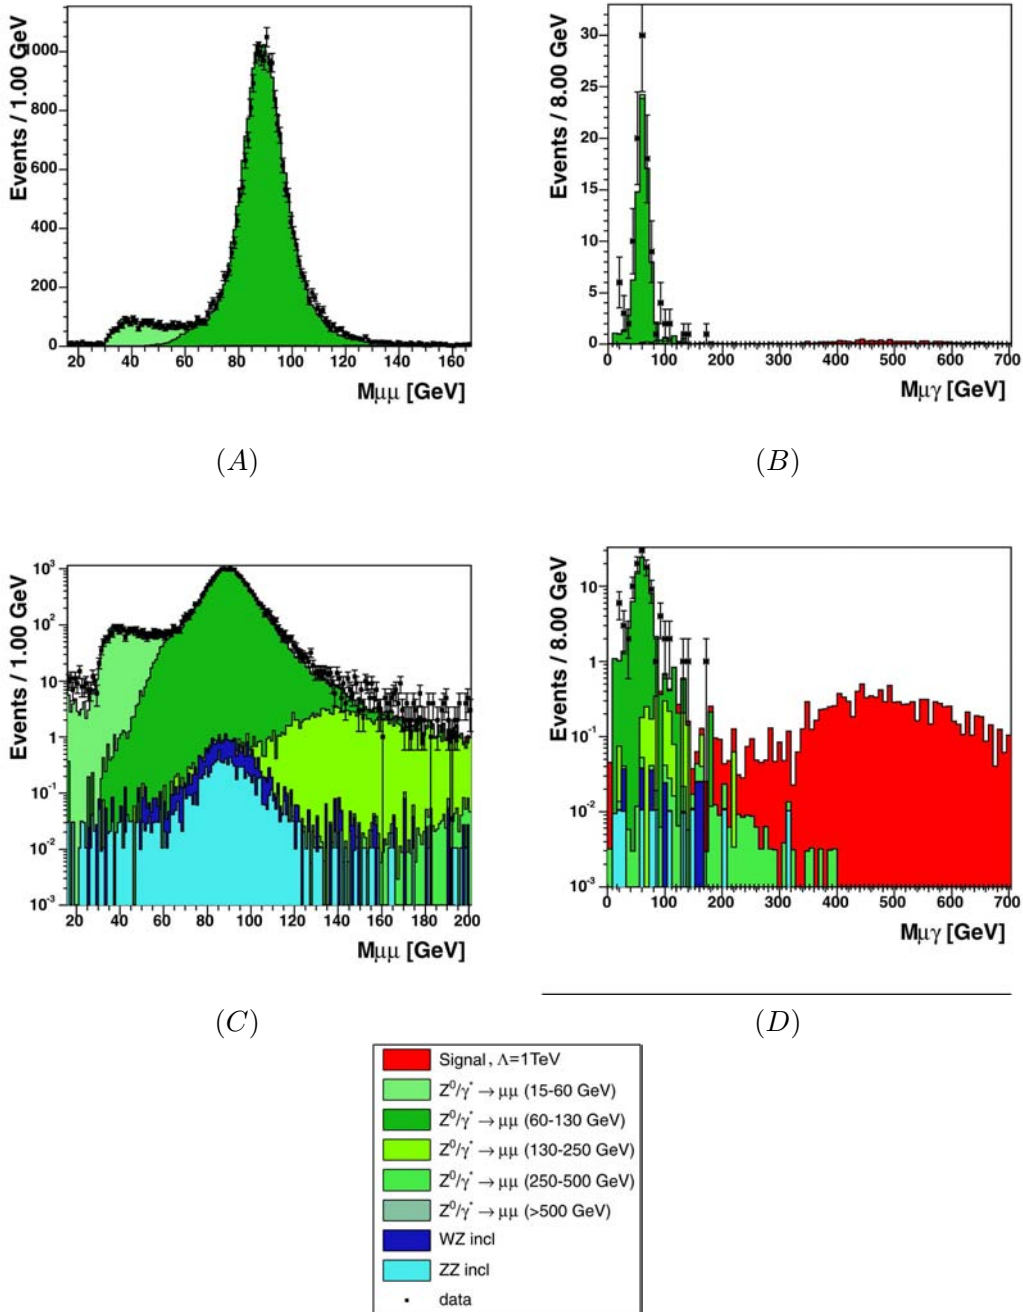 Events / 1.00 GeV
1000
800
600
400
200
0
20 40 60 80 100 120 140 160
Mμμ [GeV]
(A)
Events / 8.00 GeV
30
25
20
15
10
5
0
0 100 200 300 400 500 600 700
Mμγ [GeV]
(B)
Events / 1.00 GeV
10³
10²
10
1
10⁻¹
10⁻²
10⁻³
20 40 60 80 100 120 140 160 180 200
Mμμ [GeV]
(C)
Events / 8.00 GeV
10
1
10⁻¹
10⁻²
10⁻³
0 100 200 300 400 500 600 700
Mμγ [GeV]
(D)
Signal, Λ=1TeV
Z⁰/γ* → μμ (15-60 GeV)
Z⁰/γ* → μμ (60-130 GeV)
Z⁰/γ* → μμ (130-250 GeV)
Z⁰/γ* → μμ (250-500 GeV)
Z⁰/γ* → μμ (>500 GeV)
WZ incl
ZZ incl
data